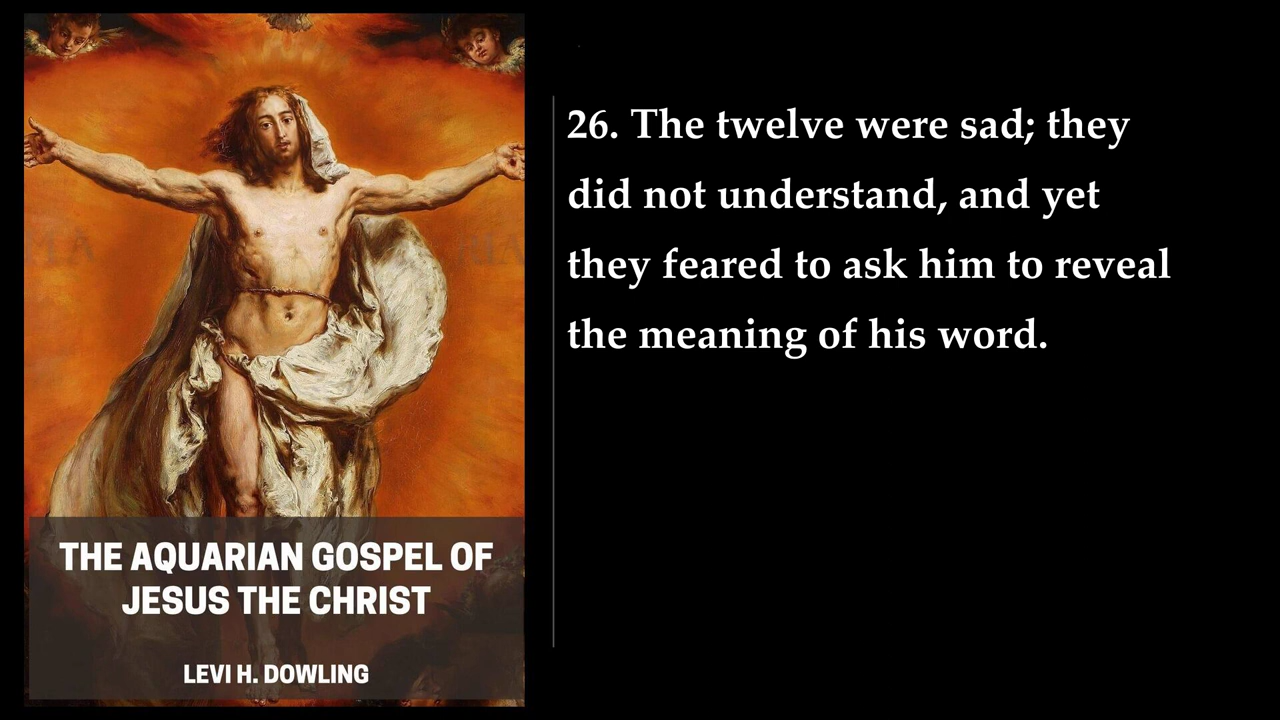 THE AQUARIAN GOSPEL OF
JESUS THE CHRIST
LEVI H. DOWLING
26. The twelve were sad; they
did not understand, and yet
they feared to ask him to reveal
the meaning of his word.